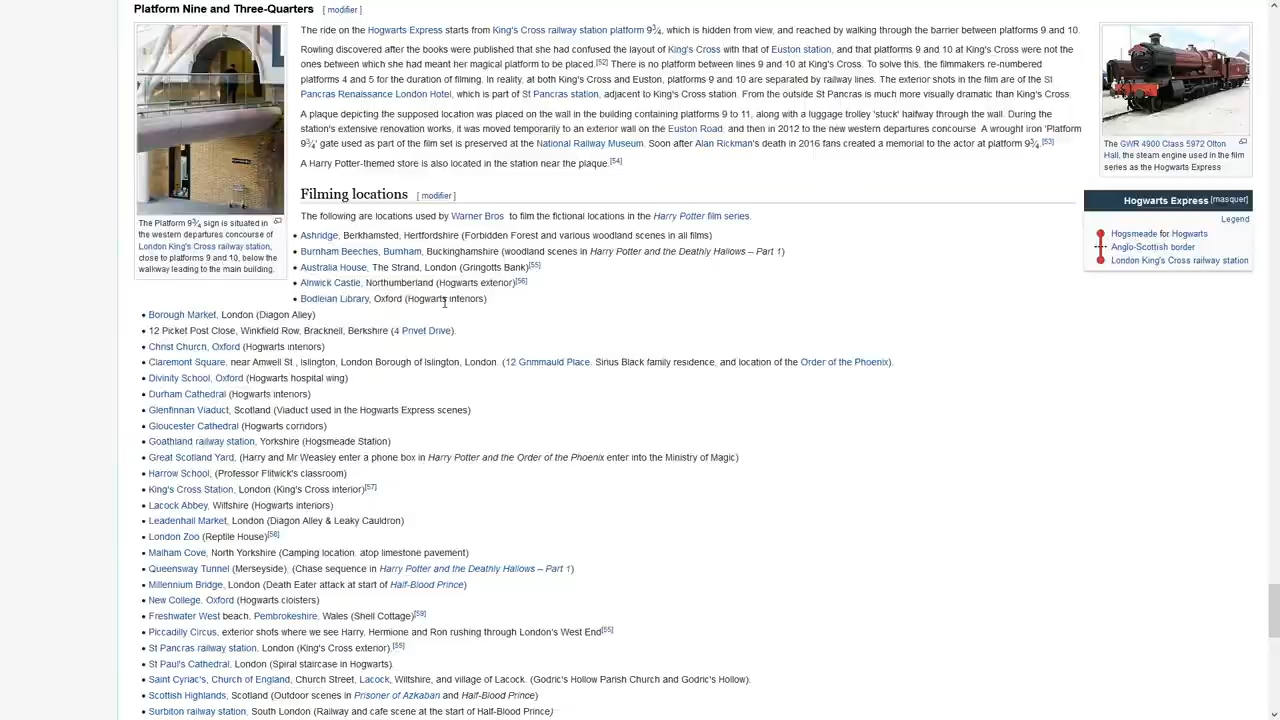 Platform Nine and Three-Quarters [ modifier ]
The ride on the Hogwarts Express starts from King's Cross railway station platform 9¾, which is hidden from view, and reached by walking through the barrier between platforms 9 and 10.
Rowling discovered after the books were published that she had confused the layout of King's Cross with that of Euston station, and that platforms 9 and 10 at King's Cross were not the
ones between which she had meant her magical platform to be placed.[52] There is no platform between lines 9 and 10 at King's Cross. To solve this, the filmmakers re-numbered
platforms 4 and 5 for the duration of filming. In reality, at both King's Cross and Euston, platforms 9 and 10 are separated by railway lines. The exterior shots in the film are of the St
Pancras Renaissance London Hotel, which is part of St Pancras station, adjacent to King's Cross station. From the outside St Pancras is much more visually dramatic than King's Cross.
A plaque depicting the supposed location was placed on the wall in the building containing platforms 9 to 11, along with a luggage trolley 'stuck' halfway through the wall. During the
station's extensive renovation works, it was moved temporarily to an exterior wall on the Euston Road, and then in 2012 to the new western departures concourse. A wrought iron 'Platform
9¾' gate used as part of the film set is preserved at the National Railway Museum. Soon after Alan Rickman's death in 2016 fans created a memorial to the actor at platform 9¾.[53]
A Harry Potter-themed store is also located in the station near the plaque.[54]
The Platform 9¾ sign is situated in
the western departures concourse of
London King's Cross railway station,
close to platforms 9 and 10, below the
walkway leading to the main building.
The GWR 4900 Class 5972 Olton
Hall, the steam engine used in the film
series as the Hogwarts Express
Hogwarts Express [masquer]
Legend
Hogsmeade for Hogwarts
Anglo-Scottish border
London King's Cross railway station
Filming locations [ modifier ]
The following are locations used by Warner Bros to film the fictional locations in the Harry Potter film series.
• Ashridge, Berkhamsted, Hertfordshire (Forbidden Forest and various woodland scenes in all films)
• Burnham Beeches, Burnham, Buckinghamshire (woodland scenes in Harry Potter and the Deathly Hallows – Part 1)
• Australia House, The Strand, London (Gringotts Bank)[55]
• Alnwick Castle, Northumberland (Hogwarts exterior)[56]
• Bodleian Library, Oxford (Hogwarts interiors)
• Borough Market, London (Diagon Alley)
• 12 Picket Post Close, Winkfield Row, Bracknell, Berkshire (4 Privet Drive).
• Christ Church, Oxford (Hogwarts interiors)
• Claremont Square, near Amwell St., Islington, London Borough of Islington, London. (12 Grimmauld Place. Sirius Black family residence, and location of the Order of the Phoenix).
• Divinity School, Oxford (Hogwarts hospital wing)
• Durham Cathedral (Hogwarts interiors)
• Glenfinnan Viaduct, Scotland (Viaduct used in the Hogwarts Express scenes)
• Gloucester Cathedral (Hogwarts corridors)
• Goathland railway station, Yorkshire (Hogsmeade Station)
• Great Scotland Yard, (Harry and Mr Weasley enter a phone box in Harry Potter and the Order of the Phoenix enter into the Ministry of Magic)
• Harrow School, (Professor Flitwick's classroom)
• King's Cross Station, London (King's Cross interior)[57]
• Lacock Abbey, Wiltshire (Hogwarts interiors)
• Leadenhall Market, London (Diagon Alley & Leaky Cauldron)
• London Zoo (Reptile House)[58]
• Malham Cove, North Yorkshire (Camping location, atop limestone pavement)
• Queensway Tunnel (Merseyside), (Chase sequence in Harry Potter and the Deathly Hallows – Part 1)
• Millennium Bridge, London (Death Eater attack at start of Half-Blood Prince)
• New College, Oxford (Hogwarts cloisters)
• Freshwater West beach, Pembrokeshire, Wales (Shell Cottage)[59]
• Piccadilly Circus, exterior shots where we see Harry, Hermione and Ron rushing through London's West End[55]
• St Pancras railway station, London (King's Cross exterior).[55]
• St Paul's Cathedral, London (Spiral staircase in Hogwarts).
• Saint Cyriac's, Church of England, Church Street, Lacock, Wiltshire, and village of Lacock. (Godric's Hollow Parish Church and Godric's Hollow).
• Scottish Highlands, Scotland (Outdoor scenes in Prisoner of Azkaban and Half-Blood Prince)
• Surbiton railway station, South London (Railway and cafe scene at the start of Half-Blood Prince)